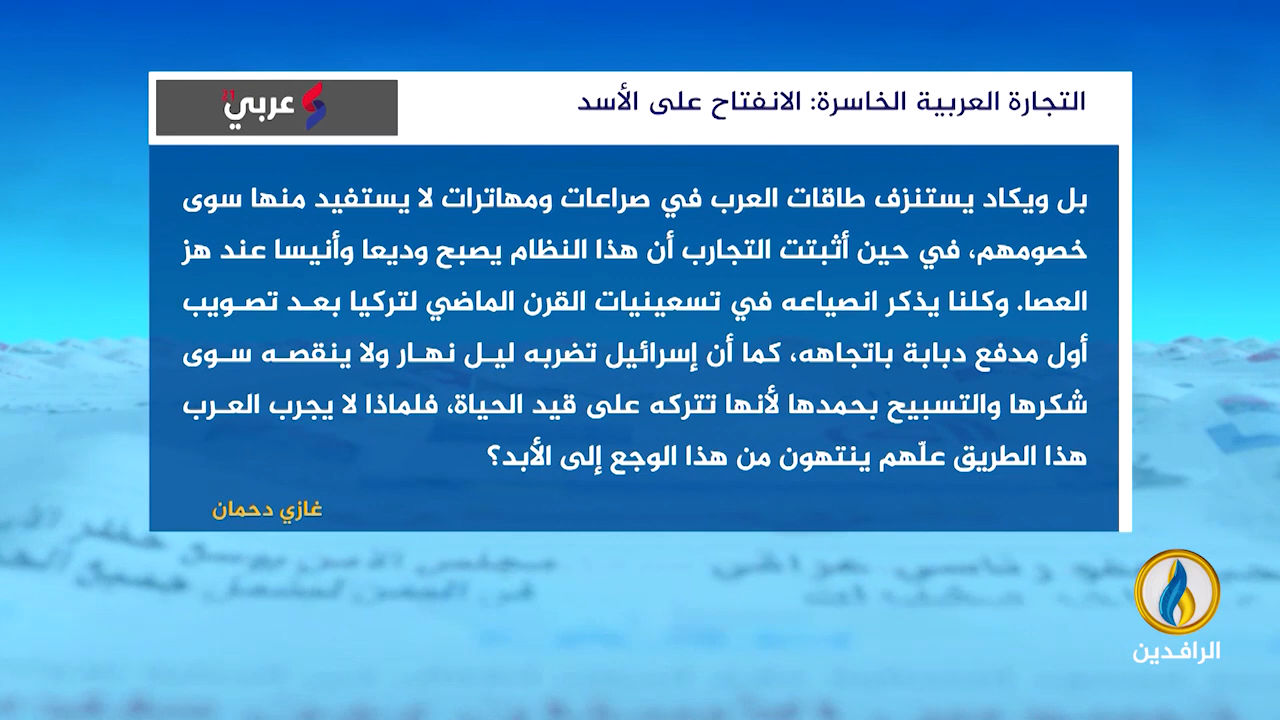 التجارة العربية الخاسرة: الانفتاح على الأسد
عربي 21
بل ويكاد يستنزف طاقات العرب في صراعات ومهاترات لا يستفيد منها سوى
خصومهم، في حين أثبتت التجارب أن هذا النظام يصبح وديعا وأنيسا عند هز
العصا. وكلنا يذكر انصياعه في تسعينيات القرن الماضي لتركيا بعد تصويب
أول مدفع دبابة باتجاهه، كما أن إسرائيل تضربه ليل نهار ولا ينقصه سوى
شكرها والتسبيح بحمدها لأنها تتركه على قيد الحياة، فلماذا لا يجرب العرب
هذا الطريق علّهم ينتهون من هذا الوجع إلى الأبد؟
غازي دحمان
مجلس الأمن يوسع
الرافدين